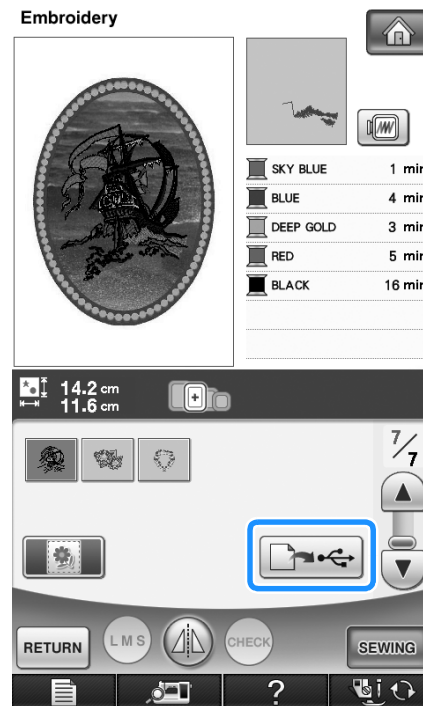 Embroidery
SKY BLUE 1 min
BLUE 4 min
DEEP GOLD 3 min
RED 5 min
BLACK 16 min
14.2 cm
11.6 cm
7/7
RETURN
L M S
CHECK
SEWING
?